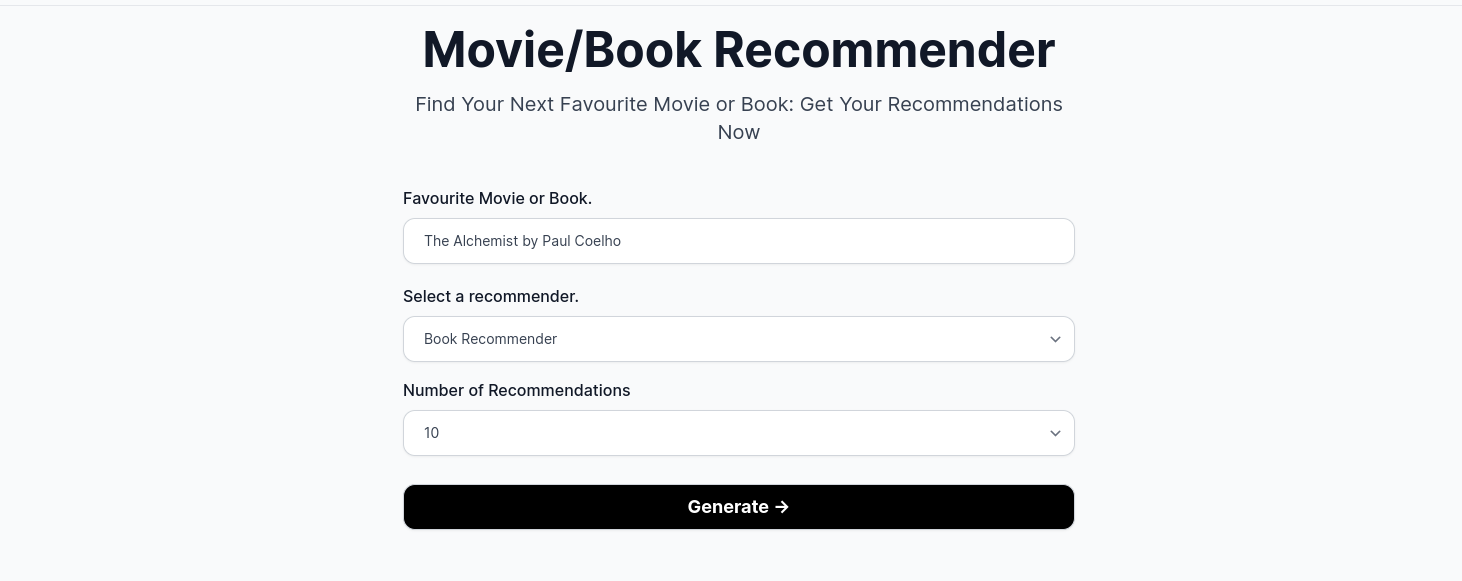 Movie/Book Recommender
Find Your Next Favourite Movie or Book: Get Your Recommendations
Now
Favourite Movie or Book.
The Alchemist by Paul Coelho
Select a recommender.
Book Recommender
Number of Recommendations
10
Generate →